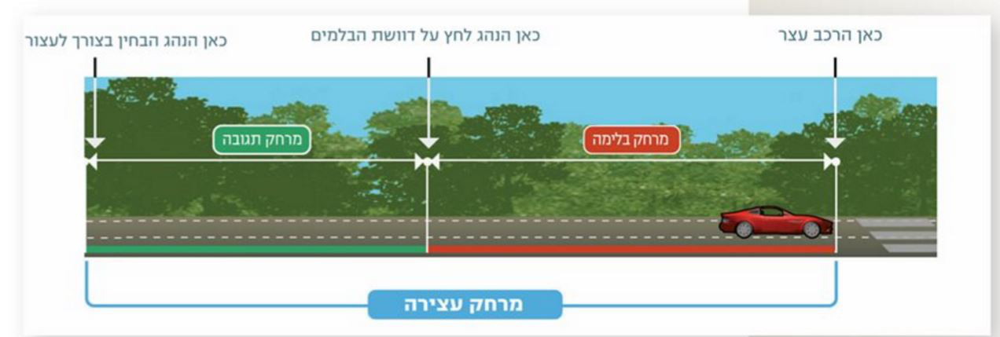 כאן הרכב עצר
כאן הנהג לחץ על דוושת הבלמים
כאן הנהג הבחין בצורך לעצור
מרחק בלימה
מרחק תגובה
מרחק עצירה